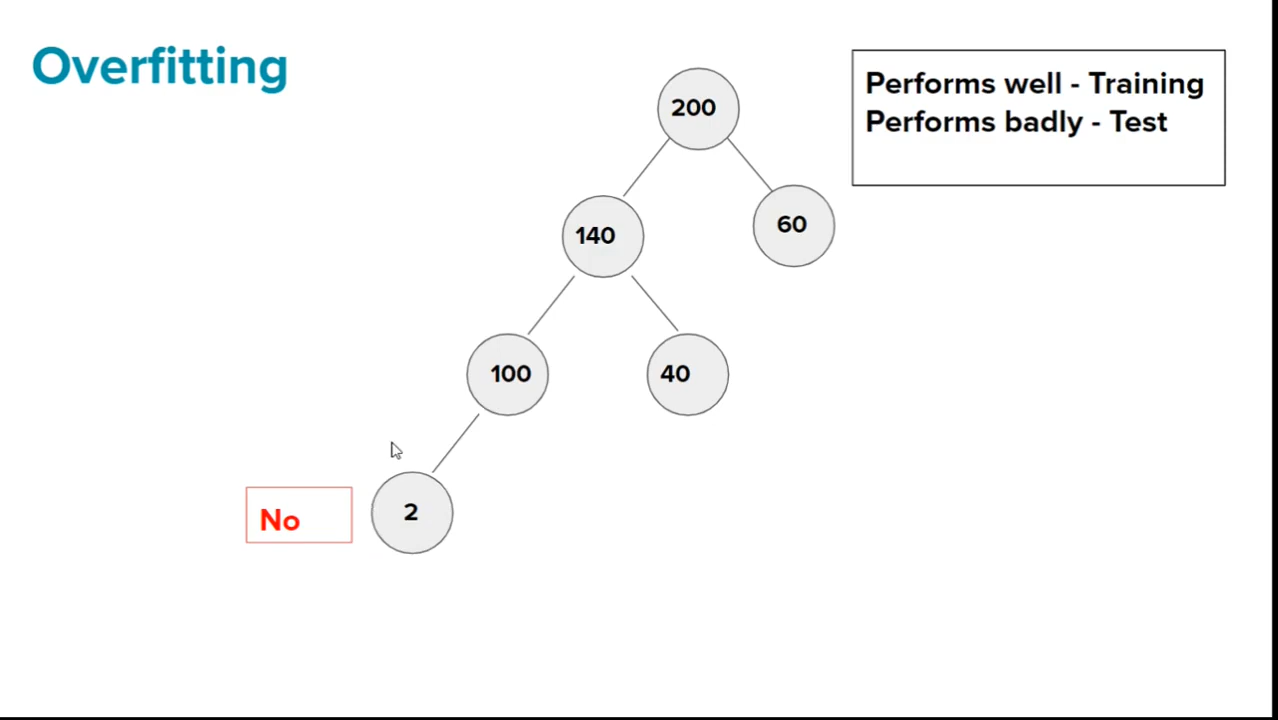 Overfitting
Performs well - Training
Performs badly - Test
200
140
60
100
40
No
2